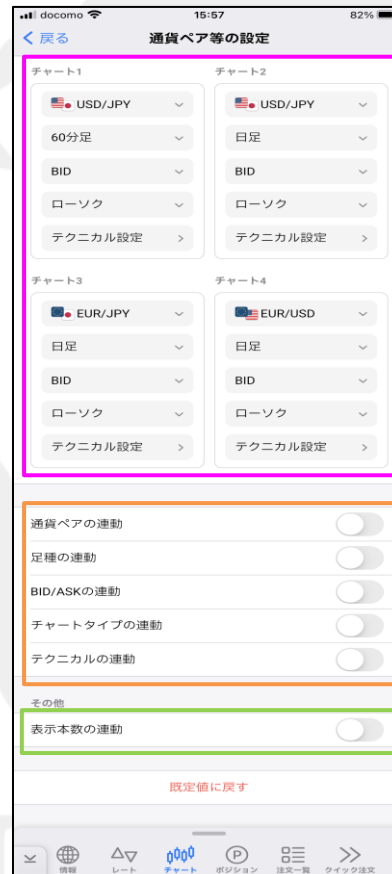 docomo 15:57 82%
戻る 通貨ペア等の設定
チャート1 チャート2
USD/JPY USD/JPY
60分足 日足
BID BID
ローソク ローソク
テクニカル設定 テクニカル設定
チャート3 チャート4
EUR/JPY EUR/USD
日足 日足
BID BID
ローソク ローソク
テクニカル設定 テクニカル設定
通貨ペアの連動
足種の連動
BID/ASKの連動
チャートタイプの連動
テクニカルの連動
その他
表示本数の連動
既定値に戻す
情報 レート チャート ポジション 注文一覧 クイック注文